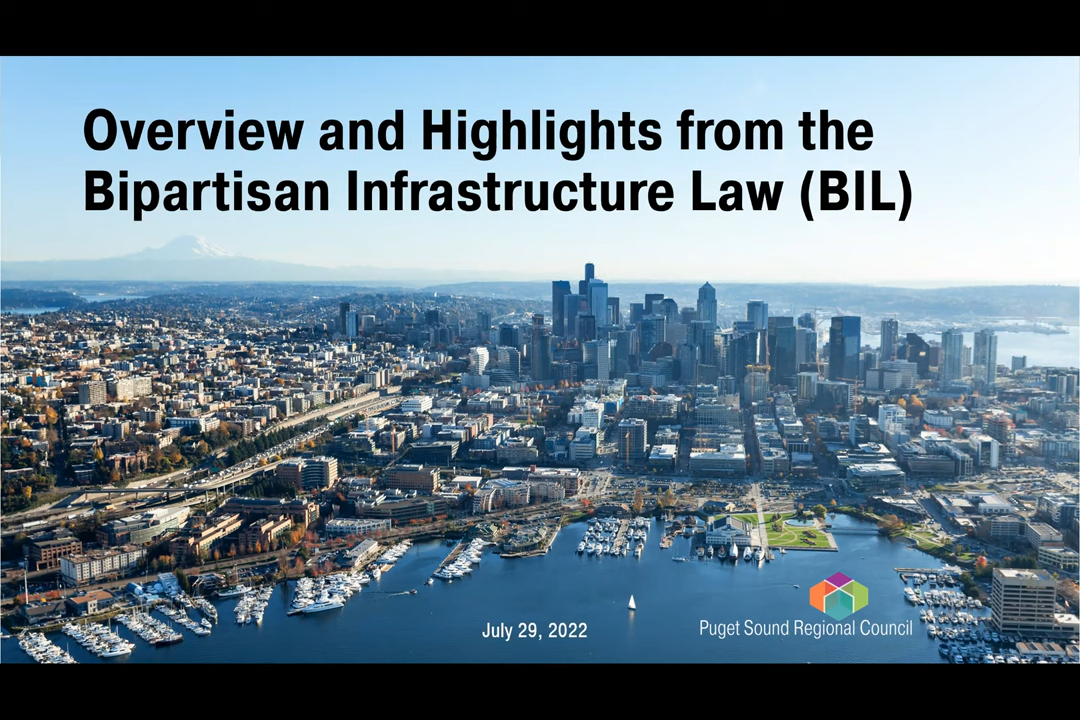 Overview and Highlights from the
Bipartisan Infrastructure Law (BIL)
July 29, 2022
Puget Sound Regional Council